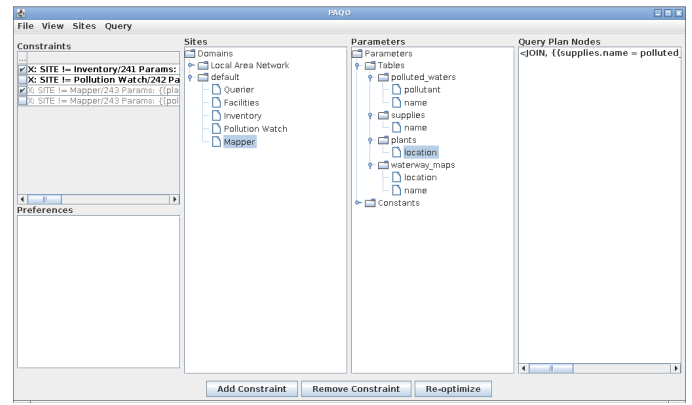 PAQO
File View Sites Query
Constraints
...
X: SITE != Inventory/241 Params:
X: SITE != Pollution Watch/242 Pa
X: SITE != Mapper/243 Params: {{pla
X: SITE != Mapper/243 Params: {{pol
Preferences
Sites
Domains
Local Area Network
default
Querier
Facilities
Inventory
Pollution Watch
Mapper
Parameters
Parameters
Tables
polluted_waters
pollutant
name
supplies
name
plants
location
waterway_maps
location
name
Constants
Query Plan Nodes
<JOIN, {{supplies.name = polluted_
Add Constraint Remove Constraint Re-optimize